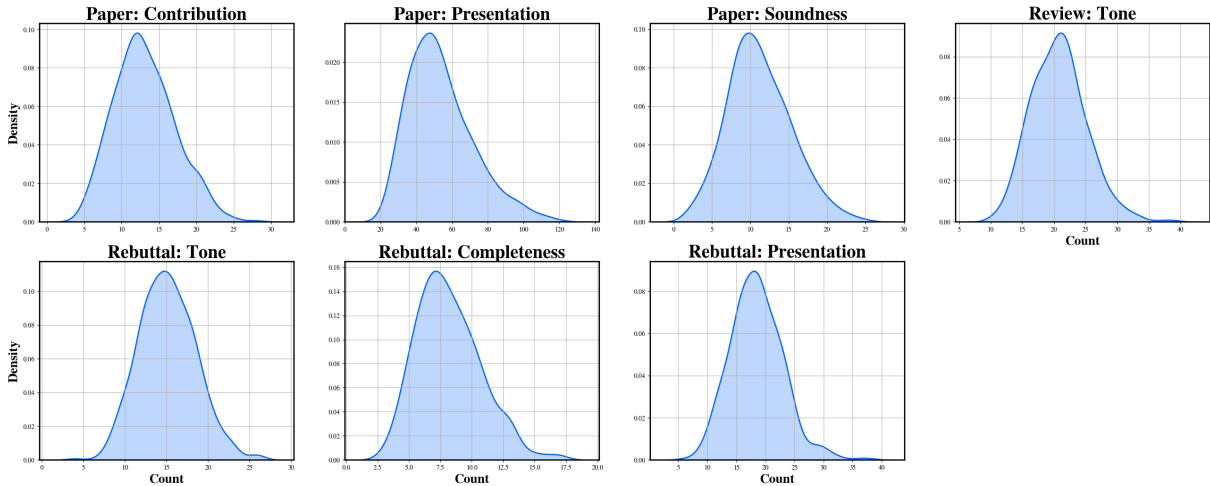 Paper: Contribution
Paper: Presentation
Paper: Soundness
Review: Tone
Density
0.00 0.02 0.04 0.06 0.08 0.10
0 5 10 15 20 25 30
0.000 0.005 0.010 0.015 0.020
20 40 60 80 100 120 140
0.00 0.02 0.04 0.06 0.08 0.10
0 5 10 15 20 25 30
0.00 0.02 0.04 0.06 0.08
5 10 15 20 25 30 35 40
Count
Rebuttal: Tone
Rebuttal: Completeness
Rebuttal: Presentation
Density
0.00 0.02 0.04 0.06 0.08 0.10
0 5 10 15 20 25 30
Count
0.00 0.02 0.04 0.06 0.08 0.10 0.12 0.14 0.16
0.0 2.5 5.0 7.5 10.0 12.5 15.0 17.5 20.0
Count
0.00 0.02 0.04 0.06 0.08
5 10 15 20 25 30 35 40
Count